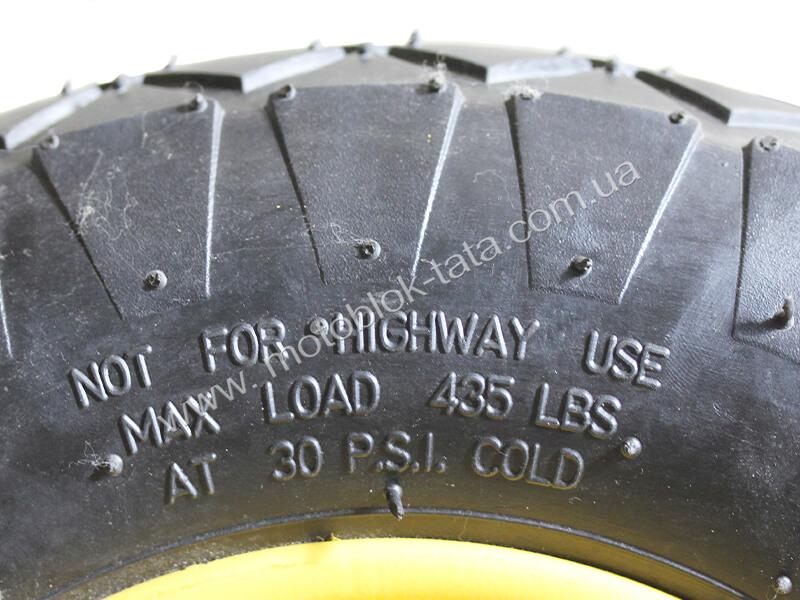 NOT FOR HIGHWAY USE
MAX LOAD 435 LBS
AT 30 P.S.I. COLD
www.motoblok-tata.com.ua